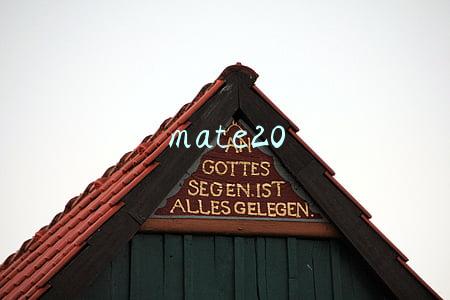 mate20
AN
GOTTES
SEGEN.IST
ALLES GELEGEN.